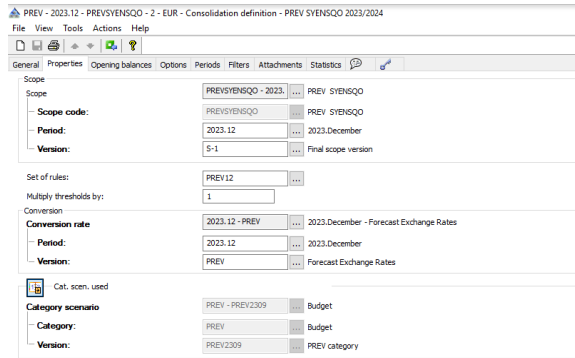 PREV - 2023.12 - PREVSYENSQO - 2 - EUR - Consolidation definition - PREV SYENSQO 2023/2024
File View Tools Actions Help
General Properties Opening balances Options Periods Filters Attachments Statistics
Scope
Scope PREVSYENSQO - 2023. ... PREV SYENSQO
Scope code: PREVSYENSQO ... PREV SYENSQO
Period: 2023.12 ... 2023.December
Version: S-1 ... Final scope version
Set of rules: PREV12 ...
Multiply thresholds by: 1
Conversion
Conversion rate 2023.12 - PREV ... 2023.December - Forecast Exchange Rates
Period: 2023.12 ... 2023.December
Version: PREV ... Forecast Exchange Rates
Cat. scen. used
Category scenario PREV - PREV2309 ... Budget
Category: PREV ... Budget
Version: PREV2309 ... PREV category